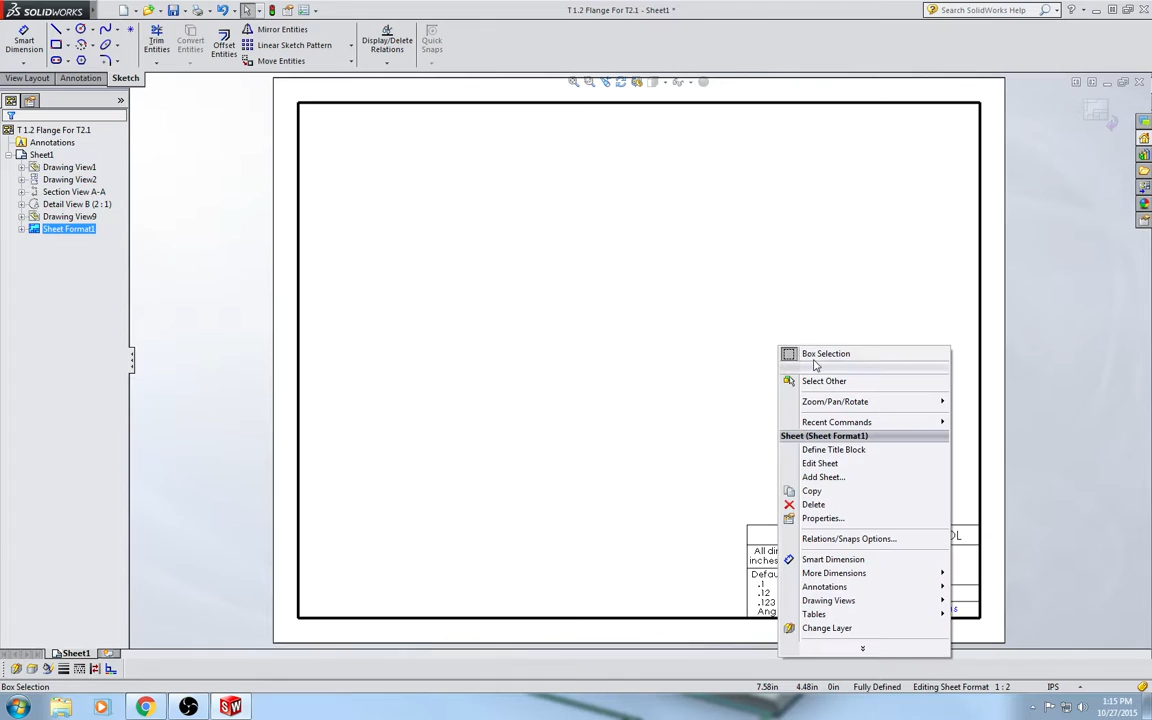 SOLIDWORKS
T 1.2 Flange For T2.1 - Sheet1 *
Search SolidWorks Help
Smart Dimension
Trim Entities
Convert Entities
Offset Entities
Mirror Entities
Linear Sketch Pattern
Move Entities
Display/Delete Relations
Quick Snaps
View Layout
Annotation
Sketch
T 1.2 Flange For T2.1
Annotations
Sheet1
Drawing View1
Drawing View2
Section View A-A
Detail View B (2 : 1)
Drawing View9
Sheet Format1
Box Selection
Select Other
Zoom/Pan/Rotate
Recent Commands
Sheet (Sheet Format1)
Define Title Block
Edit Sheet
Add Sheet...
Copy
Delete
Properties...
Relations/Snaps Options...
Smart Dimension
More Dimensions
Annotations
Drawing Views
Tables
Change Layer
OL
All di
inches
Defau
.1
.12
.123
Ang
Sheet1
Box Selection
7.58in
4.48in
0in
Fully Defined
Editing Sheet Format
1 : 2
IPS
1:15 PM
10/27/2015